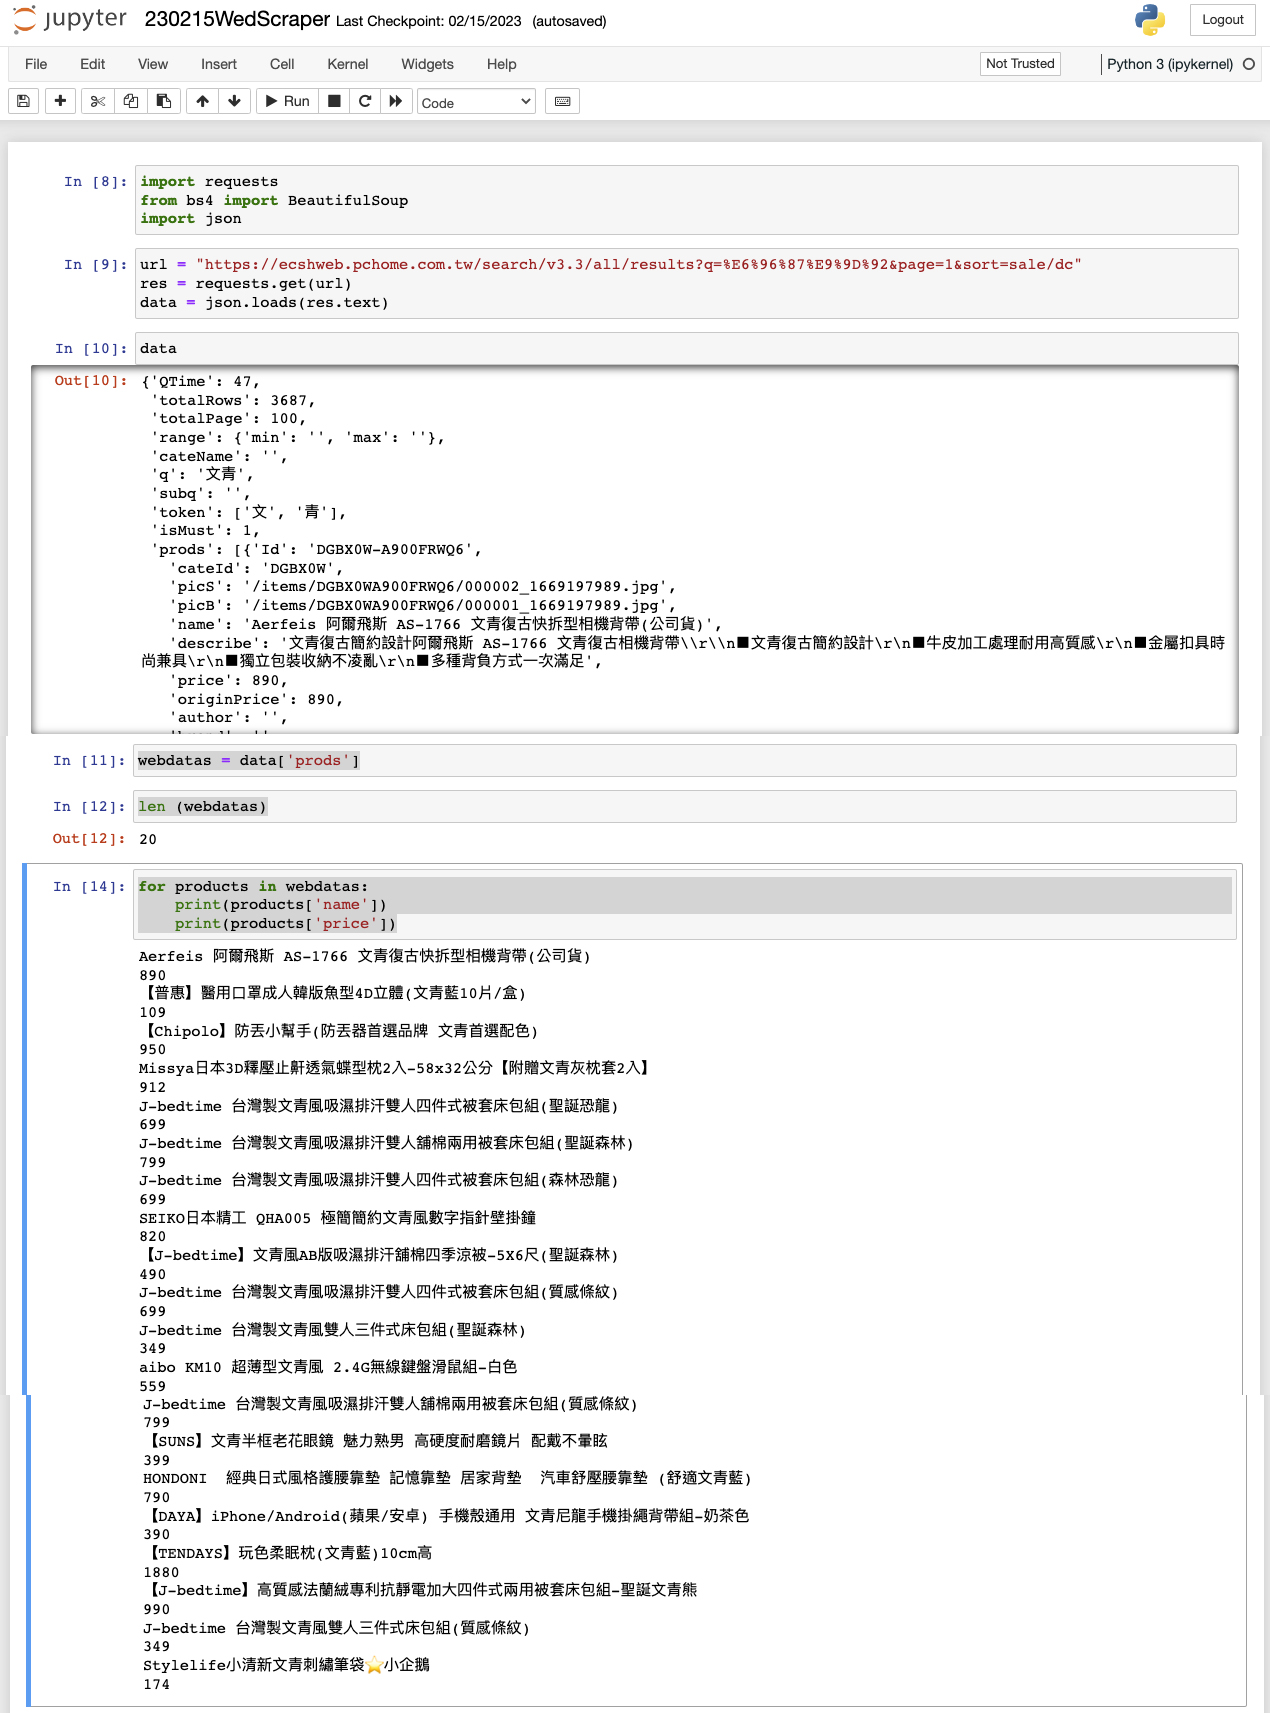 jupyter 230215WedScraper Last Checkpoint: 02/15/2023 (autosaved)
Logout
File Edit View Insert Cell Kernel Widgets Help
Not Trusted
Python 3 (ipykernel)
Run
Code
In [8]: import requests
from bs4 import BeautifulSoup
import json
In [9]: url = "https://ecshweb.pchome.com.tw/search/v3.3/all/results?q=%E6%96%87%E9%9D%92&page=1&sort=sale/dc"
res = requests.get(url)
data = json.loads(res.text)
In [10]: data
Out[10]: {'QTime': 47,
'totalRows': 3687,
'totalPage': 100,
'range': {'min': '', 'max': ''},
'cateName': '',
'q': '文青',
'subq': '',
'token': ['文', '青'],
'isMust': 1,
'prods': [{'Id': 'DGBX0W-A900FRWQ6',
'cateId': 'DGBX0W',
'picS': '/items/DGBX0WA900FRWQ6/000002_1669197989.jpg',
'picB': '/items/DGBX0WA900FRWQ6/000001_1669197989.jpg',
'name': 'Aerfeis 阿爾飛斯 AS-1766 文青復古快拆型相機背帶(公司貨)',
'describe': '文青復古簡約設計阿爾飛斯 AS-1766 文青復古相機背帶\\r\\n■文青復古簡約設計\r\n■牛皮加工處理耐用高質感\r\n■金屬扣具時
尚兼具\r\n■獨立包裝收納不凌亂\r\n■多種背負方式一次滿足',
'price': 890,
'originPrice': 890,
'author': '',
In [11]: webdatas = data['prods']
In [12]: len (webdatas)
Out[12]: 20
In [14]: for products in webdatas:
print(products['name'])
print(products['price'])
Aerfeis 阿爾飛斯 AS-1766 文青復古快拆型相機背帶(公司貨)
890
【普惠】醫用口罩成人韓版魚型4D立體(文青藍10片/盒)
109
【Chipolo】防丟小幫手(防丟器首選品牌 文青首選配色)
950
Missya日本3D釋壓止鼾透氣蝶型枕2入-58x32公分【附贈文青灰枕套2入】
912
J-bedtime 台灣製文青風吸濕排汗雙人四件式被套床包組(聖誕恐龍)
699
J-bedtime 台灣製文青風吸濕排汗雙人舖棉兩用被套床包組(聖誕森林)
799
J-bedtime 台灣製文青風吸濕排汗雙人四件式被套床包組(森林恐龍)
699
SEIKO日本精工 QHA005 極簡簡約文青風數字指針壁掛鐘
820
【J-bedtime】文青風AB版吸濕排汗舖棉四季涼被-5X6尺(聖誕森林)
490
J-bedtime 台灣製文青風吸濕排汗雙人四件式被套床包組(質感條紋)
699
J-bedtime 台灣製文青風雙人三件式床包組(聖誕森林)
349
aibo KM10 超薄型文青風 2.4G無線鍵盤滑鼠組-白色
559
J-bedtime 台灣製文青風吸濕排汗雙人舖棉兩用被套床包組(質感條紋)
799
【SUNS】文青半框老花眼鏡 魅力熟男 高硬度耐磨鏡片 配戴不暈眩
399
HONDONI  經典日式風格護腰靠墊 記憶靠墊 居家背墊  汽車舒壓腰靠墊 (舒適文青藍)
790
【DAYA】iPhone/Android(蘋果/安卓) 手機殼通用 文青尼龍手機掛繩背帶組-奶茶色
390
【TENDAYS】玩色柔眠枕(文青藍)10cm高
1880
【J-bedtime】高質感法蘭絨專利抗靜電加大四件式兩用被套床包組-聖誕文青熊
990
J-bedtime 台灣製文青風雙人三件式床包組(質感條紋)
349
Stylelife小清新文青刺繡筆袋⭐小企鵝
174